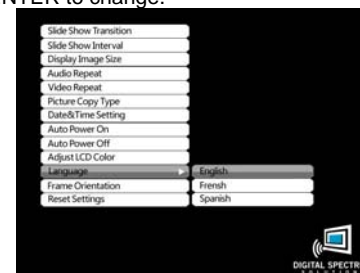 NTER to change.
Slide Show Transition
Slide Show Interval
Display Image Size
Audio Repeat
Video Repeat
Picture Copy Type
Date&Time Setting
Auto Power On
Auto Power Off
Adjust LCD Color
Language English
Frame Orientation Frensh
Reset Settings Spanish
DIGITAL SPECTR
SOLUTION